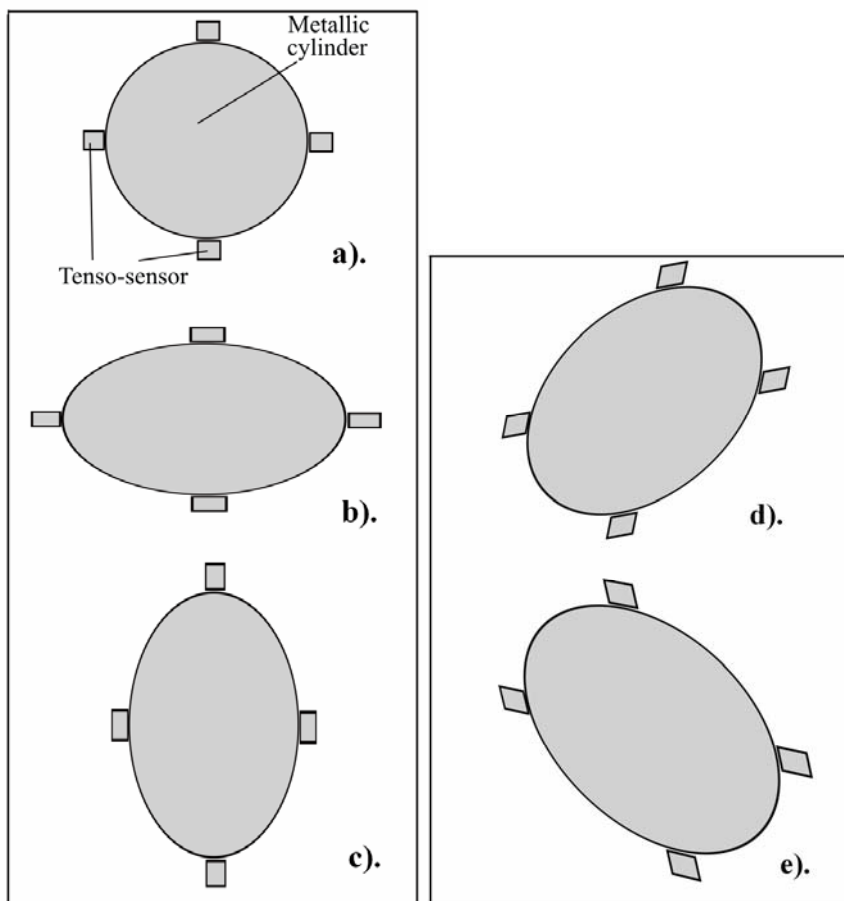 Metallic
cylinder
a).
Tenso-sensor
b).
c).
d).
e).